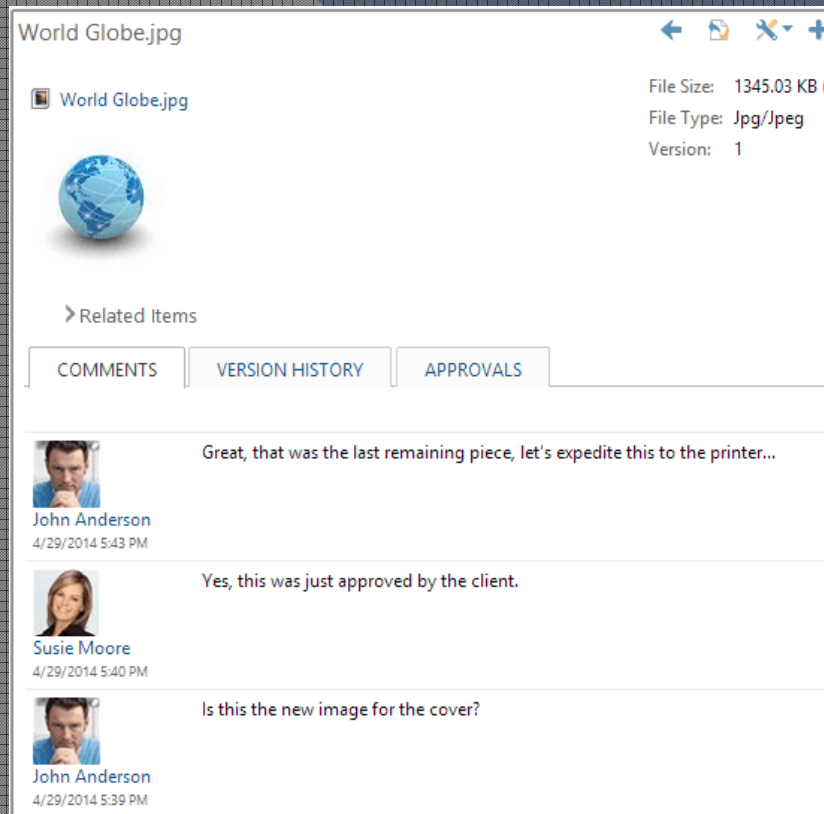 World Globe.jpg
World Globe.jpg
File Size: 1345.03 KB
File Type: Jpg/Jpeg
Version: 1
Related Items
COMMENTS VERSION HISTORY APPROVALS
Great, that was the last remaining piece, let's expedite this to the printer...
John Anderson
4/29/2014 5:43 PM
Yes, this was just approved by the client.
Susie Moore
4/29/2014 5:40 PM
Is this the new image for the cover?
John Anderson
4/29/2014 5:39 PM